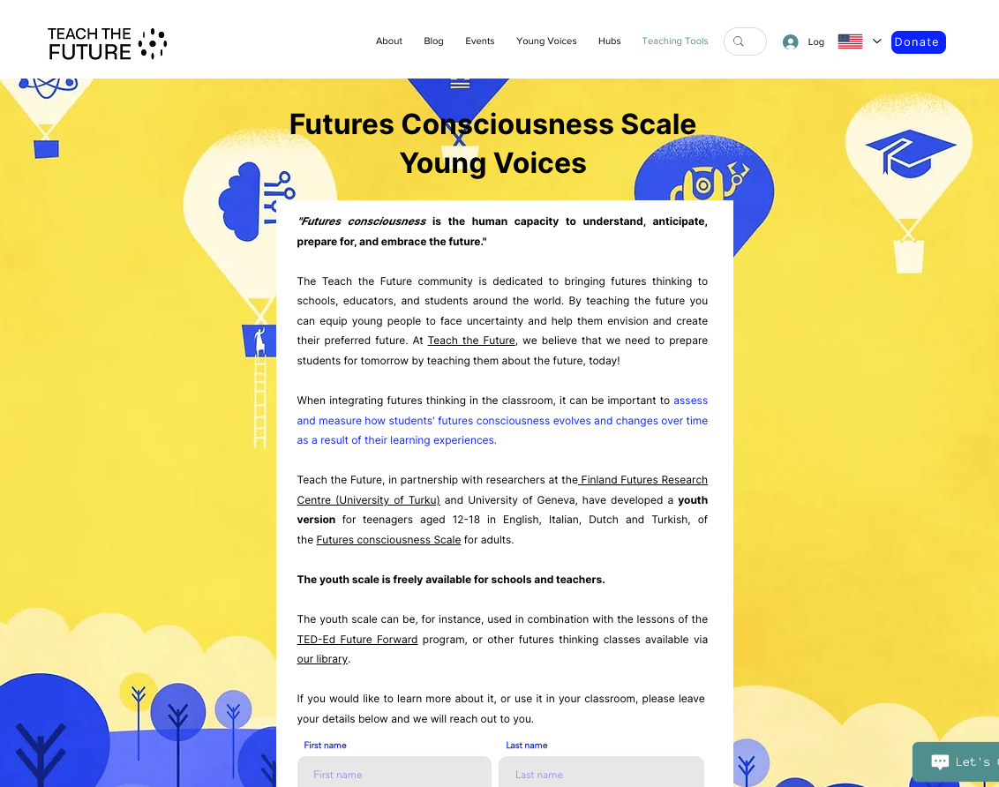 TEACH THE
FUTURE
About Blog Events Young Voices Hubs Teaching Tools Log Donate
Futures Consciousness Scale
Young Voices
"Futures consciousness is the human capacity to understand, anticipate,
prepare for, and embrace the future."
The Teach the Future community is dedicated to bringing futures thinking to
schools, educators, and students around the world. By teaching the future you
can equip young people to face uncertainty and help them envision and create
their preferred future. At Teach the Future, we believe that we need to prepare
students for tomorrow by teaching them about the future, today!
When integrating futures thinking in the classroom, it can be important to assess
and measure how students' futures consciousness evolves and changes over time
as a result of their learning experiences.
Teach the Future, in partnership with researchers at the Finland Futures Research
Centre (University of Turku) and University of Geneva, have developed a youth
version for teenagers aged 12-18 in English, Italian, Dutch and Turkish, of
the Futures consciousness Scale for adults.
The youth scale is freely available for schools and teachers.
The youth scale can be, for instance, used in combination with the lessons of the
TED-Ed Future Forward program, or other futures thinking classes available via
our library.
If you would like to learn more about it, or use it in your classroom, please leave
your details below and we will reach out to you.
First name Last name
First name Last name
Let's